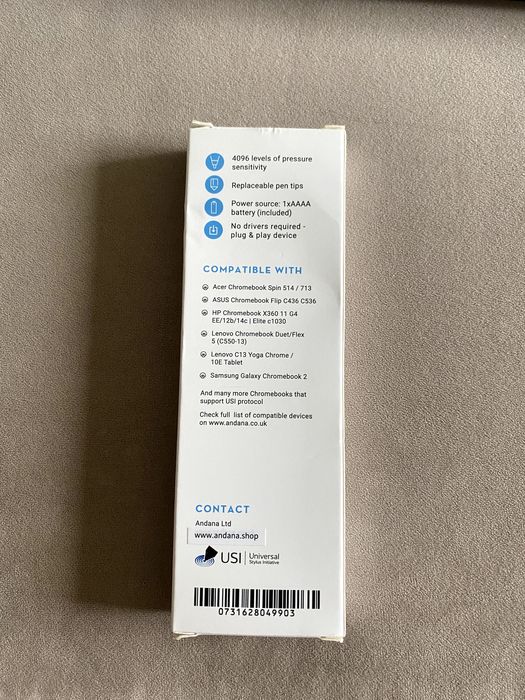 4096 levels of pressure
sensitivity
Replaceable pen tips
Power source: 1xAAAA
battery (included)
No drivers required -
plug & play device
COMPATIBLE WITH
Acer Chromebook Spin 514 / 713
ASUS Chromebook Flip C436 C536
HP Chromebook X360 11 G4
EE/12b/14c | Elite c1030
Lenovo Chromebook Duet/Flex
5 (C550-13)
Lenovo C13 Yoga Chrome /
10E Tablet
Samsung Galaxy Chromebook 2
And many more Chromebooks that
support USI protocol
Check full list of compatible devices
on www.andana.co.uk
CONTACT
Andana Ltd
www.andana.shop
USI | Universal
Stylus Initiative
0731628049903